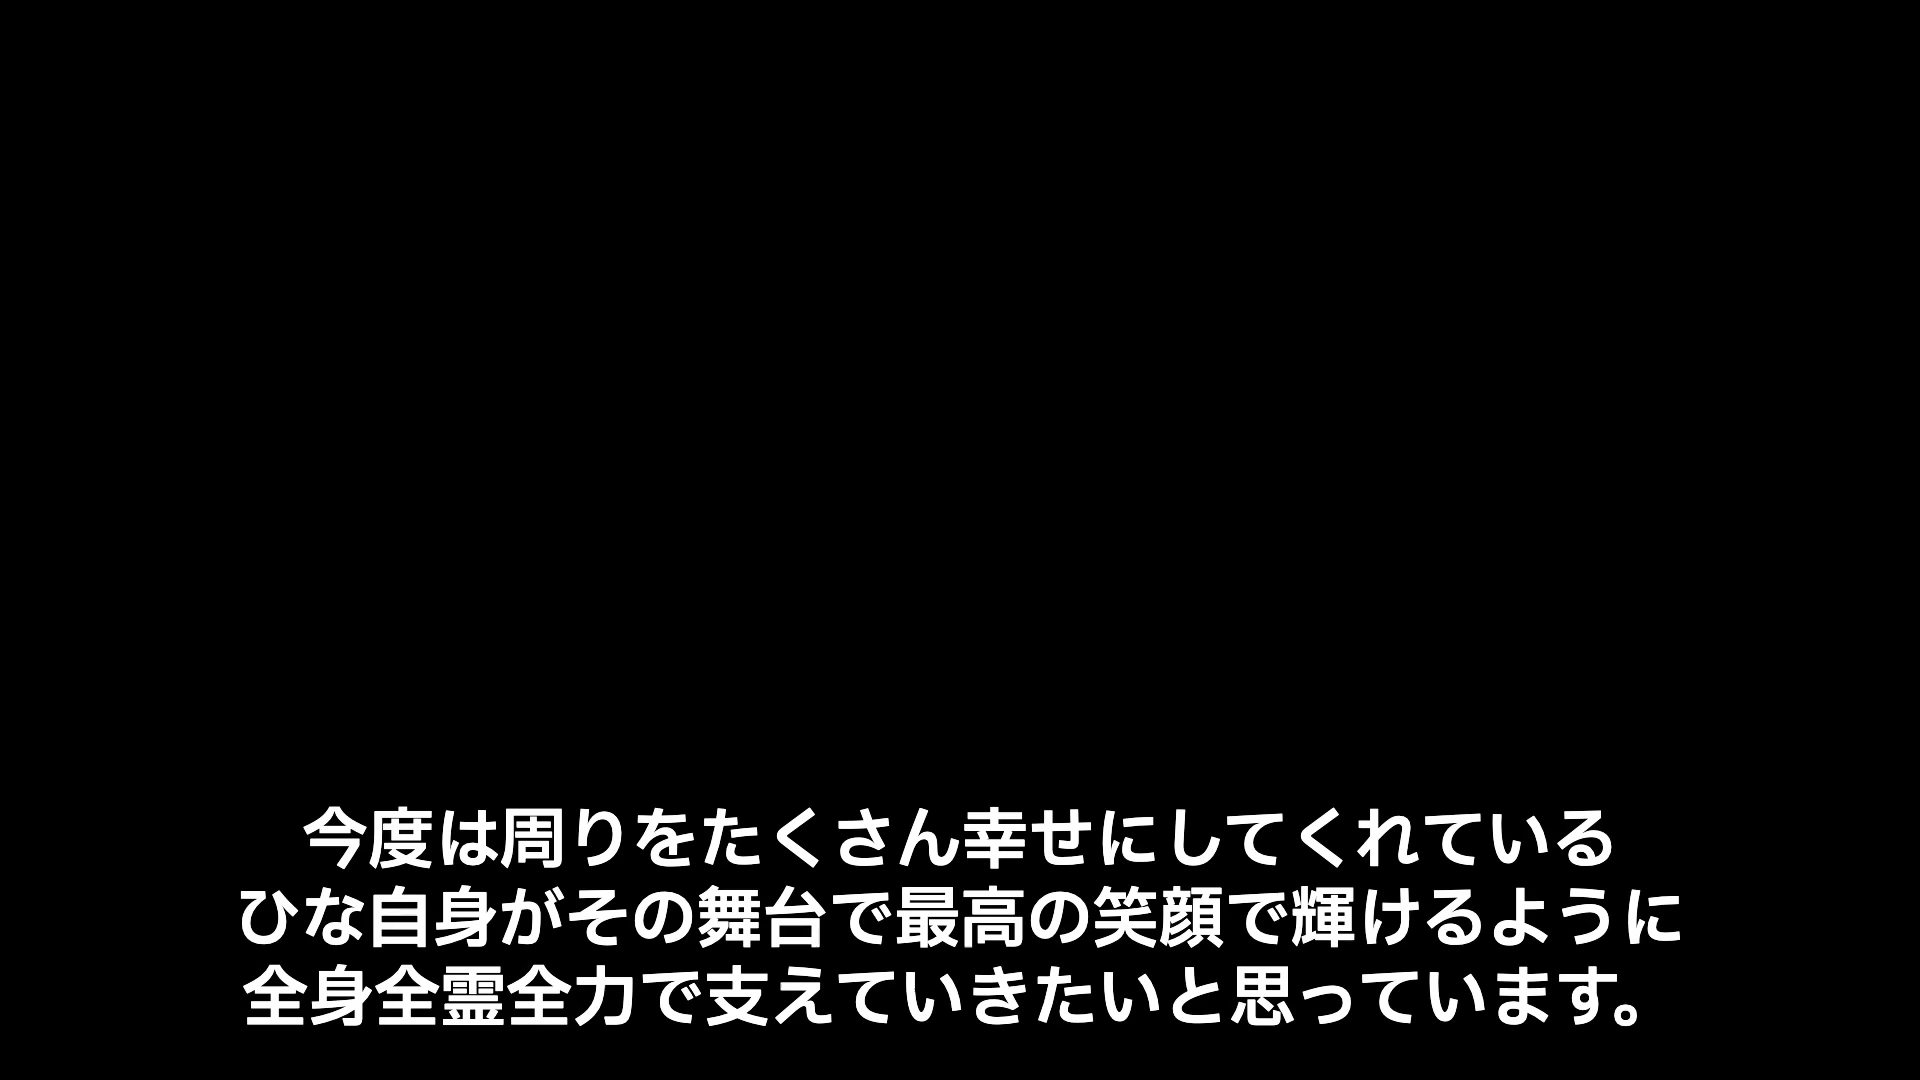 今度は周りをたくさん幸せにしてくれている
ひな自身がその舞台で最高の笑顔で輝けるように
全身全霊全力で支えていきたいと思っています。